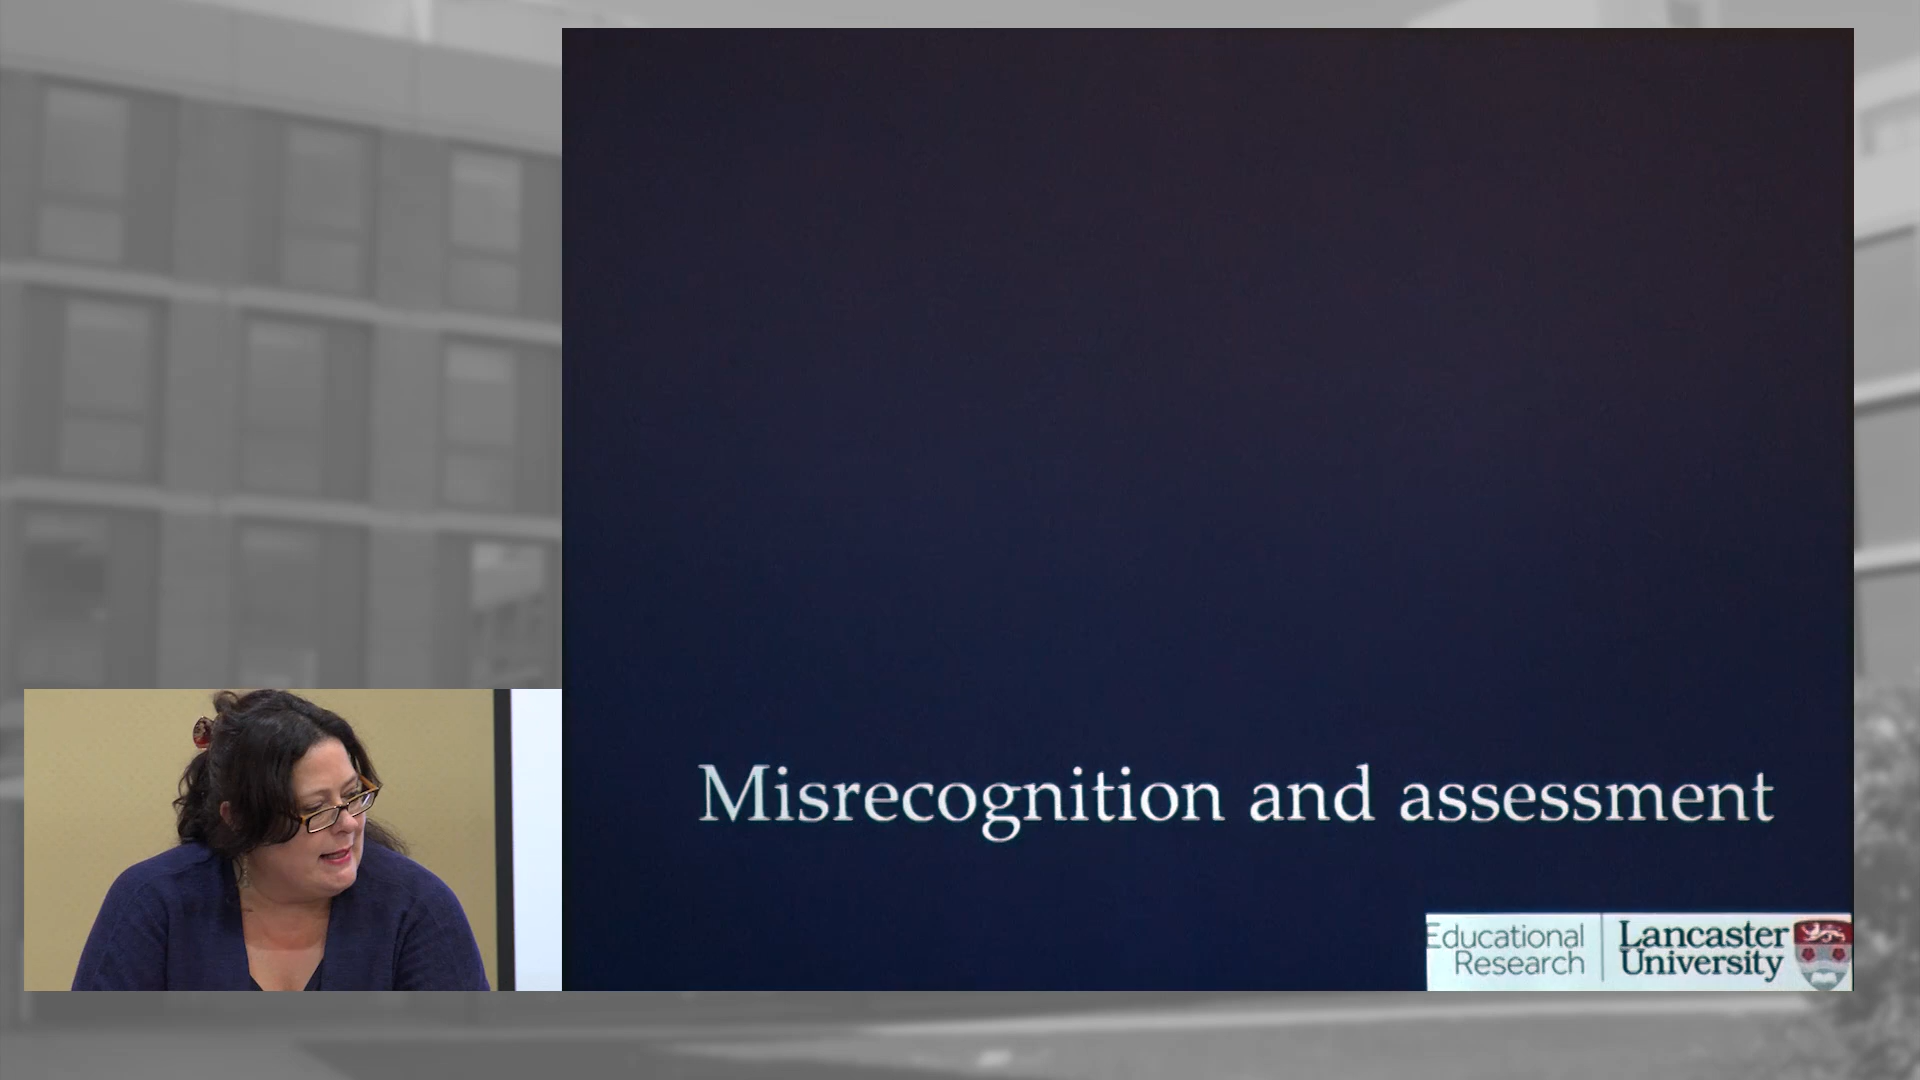 Misrecognition and assessment
Educational
Research
Lancaster
University